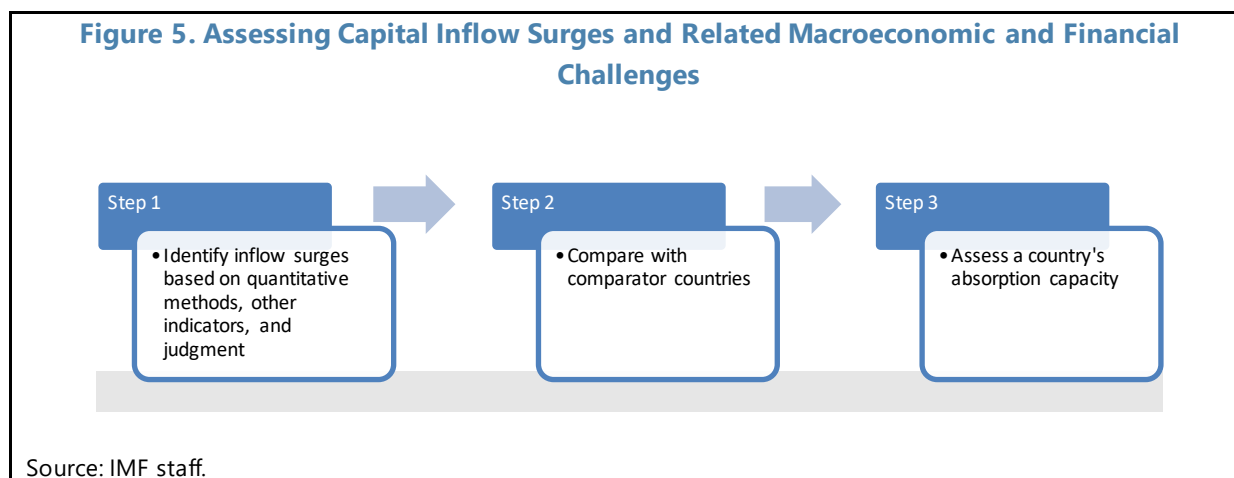 Figure 5. Assessing Capital Inflow Surges and Related Macroeconomic and Financial
Challenges
Step 1
• Identify inflow surges
based on quantitative
methods, other
indicators, and
judgment
Step 2
• Compare with
comparator countries
Step 3
• Assess a country's
absorption capacity
Source: IMF staff.